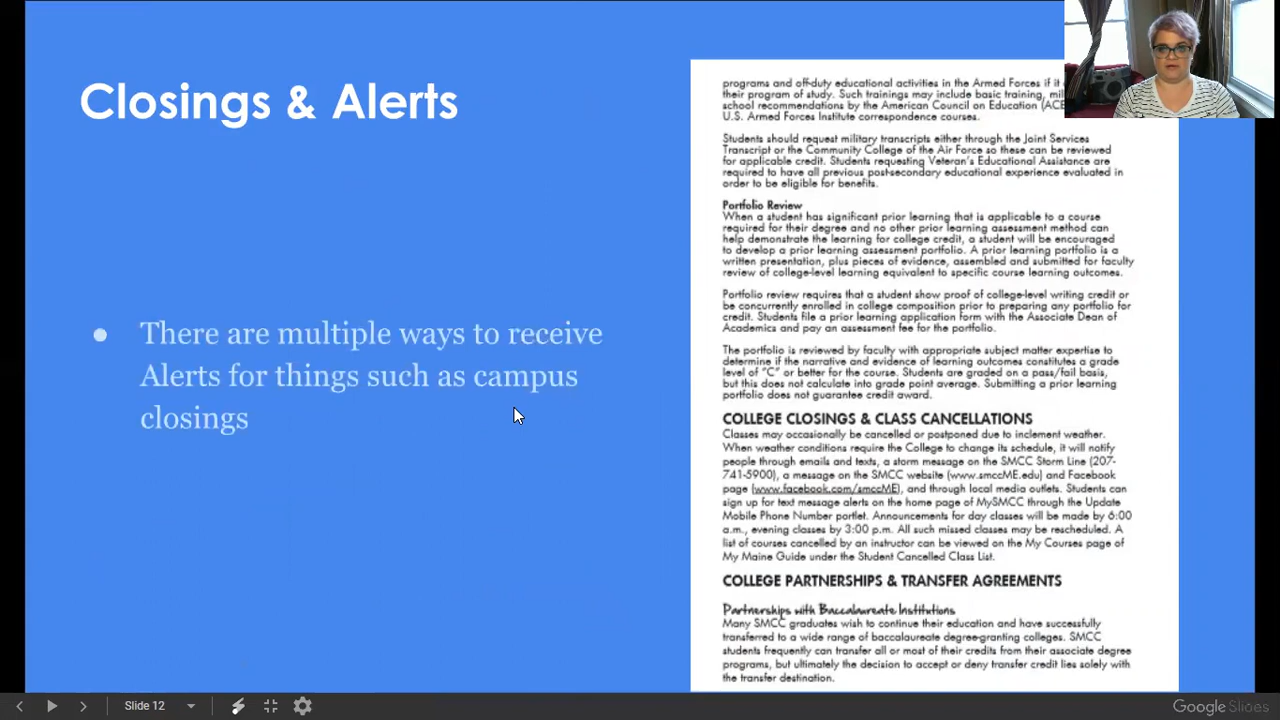 Closings & Alerts
● There are multiple ways to receive
Alerts for things such as campus
closings
programs and off-duty educational activities in the Armed Forces if it
their program of study. Such trainings may include basic training, mil
school recommendations by the American Council on Education (ACE
U.S. Armed Forces Institute correspondence courses.
Students should request military transcripts either through the Joint Services
Transcript or the Community College of the Air Force so these can be reviewed
for applicable credit. Students requesting Veteran's Educational Assistance are
required to have all previous post-secondary educational experience evaluated in
order to be eligible for benefits.
Portfolio Review
When a student has significant prior learning that is applicable to a course
required for their degree and no other prior learning assessment method can
help demonstrate the learning for college credit, a student will be encouraged
to develop a prior learning assessment portfolio. A prior learning portfolio is a
written presentation, plus pieces of evidence, assembled and submitted for faculty
review of college-level learning equivalent to specific course learning outcomes.
Portfolio review requires that a student show proof of college-level writing credit or
be concurrently enrolled in college composition prior to preparing any portfolio for
credit. Students file a prior learning application form with the Associate Dean of
Academics and pay an assessment fee for the portfolio.
The portfolio is reviewed by faculty with appropriate subject matter expertise to
determine if the narrative and evidence of learning outcomes constitutes a grade
level of "C" or better for the course. Students are graded on a pass/fail basis,
but this does not calculate into grade point average. Submitting a prior learning
portfolio does not guarantee credit award.
COLLEGE CLOSINGS & CLASS CANCELLATIONS
Classes may occasionally be cancelled or postponed due to inclement weather.
When weather conditions require the College to change its schedule, it will notify
people through emails and texts, a storm message on the SMCC Storm Line (207-
741-5900), a message on the SMCC website (www.smccME.edu) and Facebook
page (www.facebook.com/smccME), and through local media outlets. Students can
sign up for text message alerts on the home page of MySMCC through the Update
Mobile Phone Number portlet. Announcements for day classes will be made by 6:00
a.m., evening classes by 3:00 p.m. All such missed classes may be rescheduled. A
list of courses cancelled by an instructor can be viewed on the My Courses page of
My Maine Guide under the Student Cancelled Class List.
COLLEGE PARTNERSHIPS & TRANSFER AGREEMENTS
Partnerships with Baccalaureate Institutions
Many SMCC graduates wish to continue their education and have successfully
transferred to a wide range of baccalaureate degree-granting colleges. SMCC
students frequently can transfer all or most of their credits from their associate degree
programs, but ultimately the decision to accept or deny transfer credit lies solely with
the transfer destination.
Slide 12
Google Slides